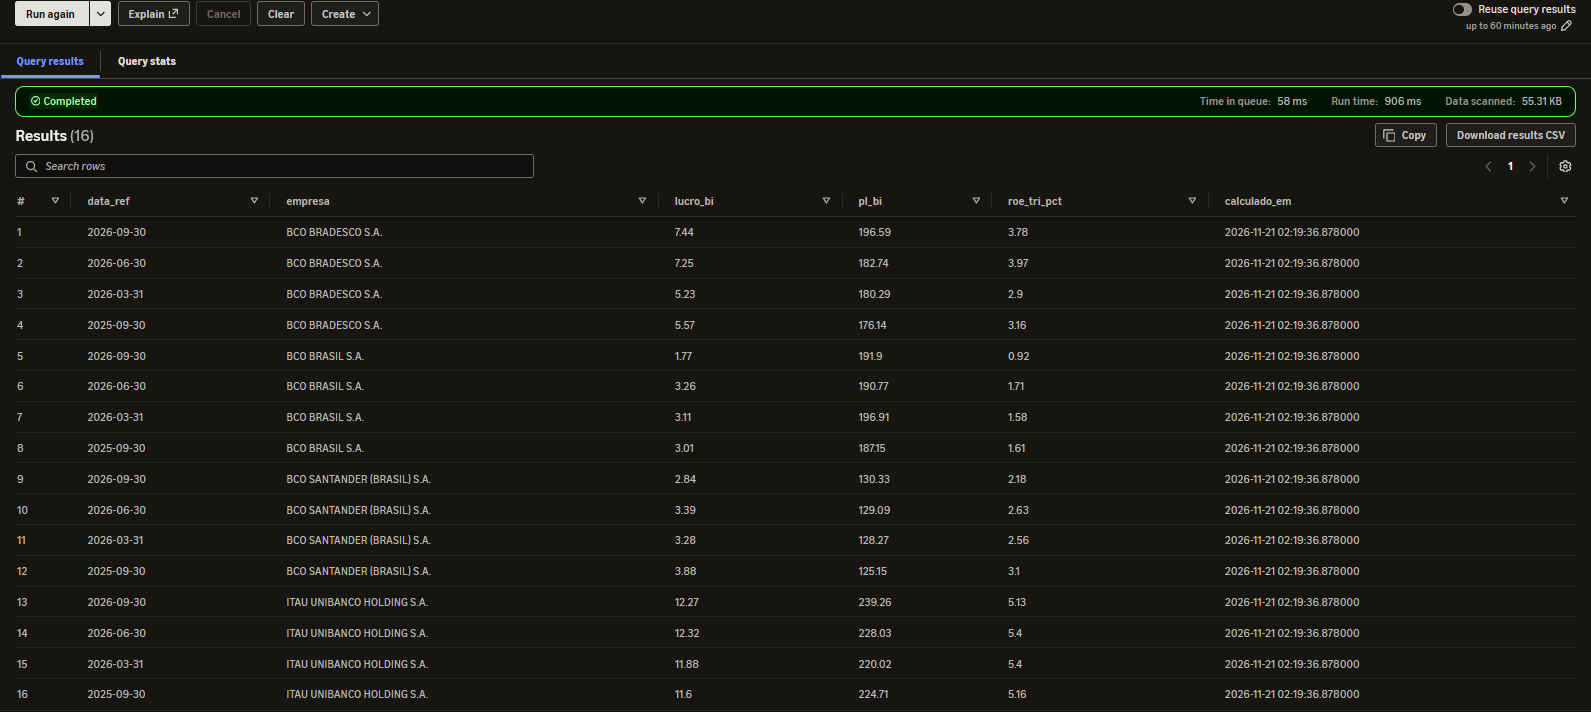 Run again Explain Cancel Clear Create Reuse query results
up to 60 minutes ago
Query results Query stats
Completed Time in queue: 58 ms Run time: 906 ms Data scanned: 55.31 KB
Results (16) Copy Download results CSV
Search rows 1
# data_ref empresa lucro_bi pl_bi roe_tri_pct calculado_em
1 2026-09-30 BCO BRADESCO S.A. 7.44 196.59 3.78 2026-11-21 02:19:36.878000
2 2026-06-30 BCO BRADESCO S.A. 7.25 182.74 3.97 2026-11-21 02:19:36.878000
3 2026-03-31 BCO BRADESCO S.A. 5.23 180.29 2.9 2026-11-21 02:19:36.878000
4 2025-09-30 BCO BRADESCO S.A. 5.57 176.14 3.16 2026-11-21 02:19:36.878000
5 2026-09-30 BCO BRASIL S.A. 1.77 191.9 0.92 2026-11-21 02:19:36.878000
6 2026-06-30 BCO BRASIL S.A. 3.26 190.77 1.71 2026-11-21 02:19:36.878000
7 2026-03-31 BCO BRASIL S.A. 3.11 196.91 1.58 2026-11-21 02:19:36.878000
8 2025-09-30 BCO BRASIL S.A. 3.01 187.15 1.61 2026-11-21 02:19:36.878000
9 2026-09-30 BCO SANTANDER (BRASIL) S.A. 2.84 130.33 2.18 2026-11-21 02:19:36.878000
10 2026-06-30 BCO SANTANDER (BRASIL) S.A. 3.39 129.09 2.63 2026-11-21 02:19:36.878000
11 2026-03-31 BCO SANTANDER (BRASIL) S.A. 3.28 128.27 2.56 2026-11-21 02:19:36.878000
12 2025-09-30 BCO SANTANDER (BRASIL) S.A. 3.88 125.15 3.1 2026-11-21 02:19:36.878000
13 2026-09-30 ITAU UNIBANCO HOLDING S.A. 12.27 239.26 5.13 2026-11-21 02:19:36.878000
14 2026-06-30 ITAU UNIBANCO HOLDING S.A. 12.32 228.03 5.4 2026-11-21 02:19:36.878000
15 2026-03-31 ITAU UNIBANCO HOLDING S.A. 11.88 220.02 5.4 2026-11-21 02:19:36.878000
16 2025-09-30 ITAU UNIBANCO HOLDING S.A. 11.6 224.71 5.16 2026-11-21 02:19:36.878000